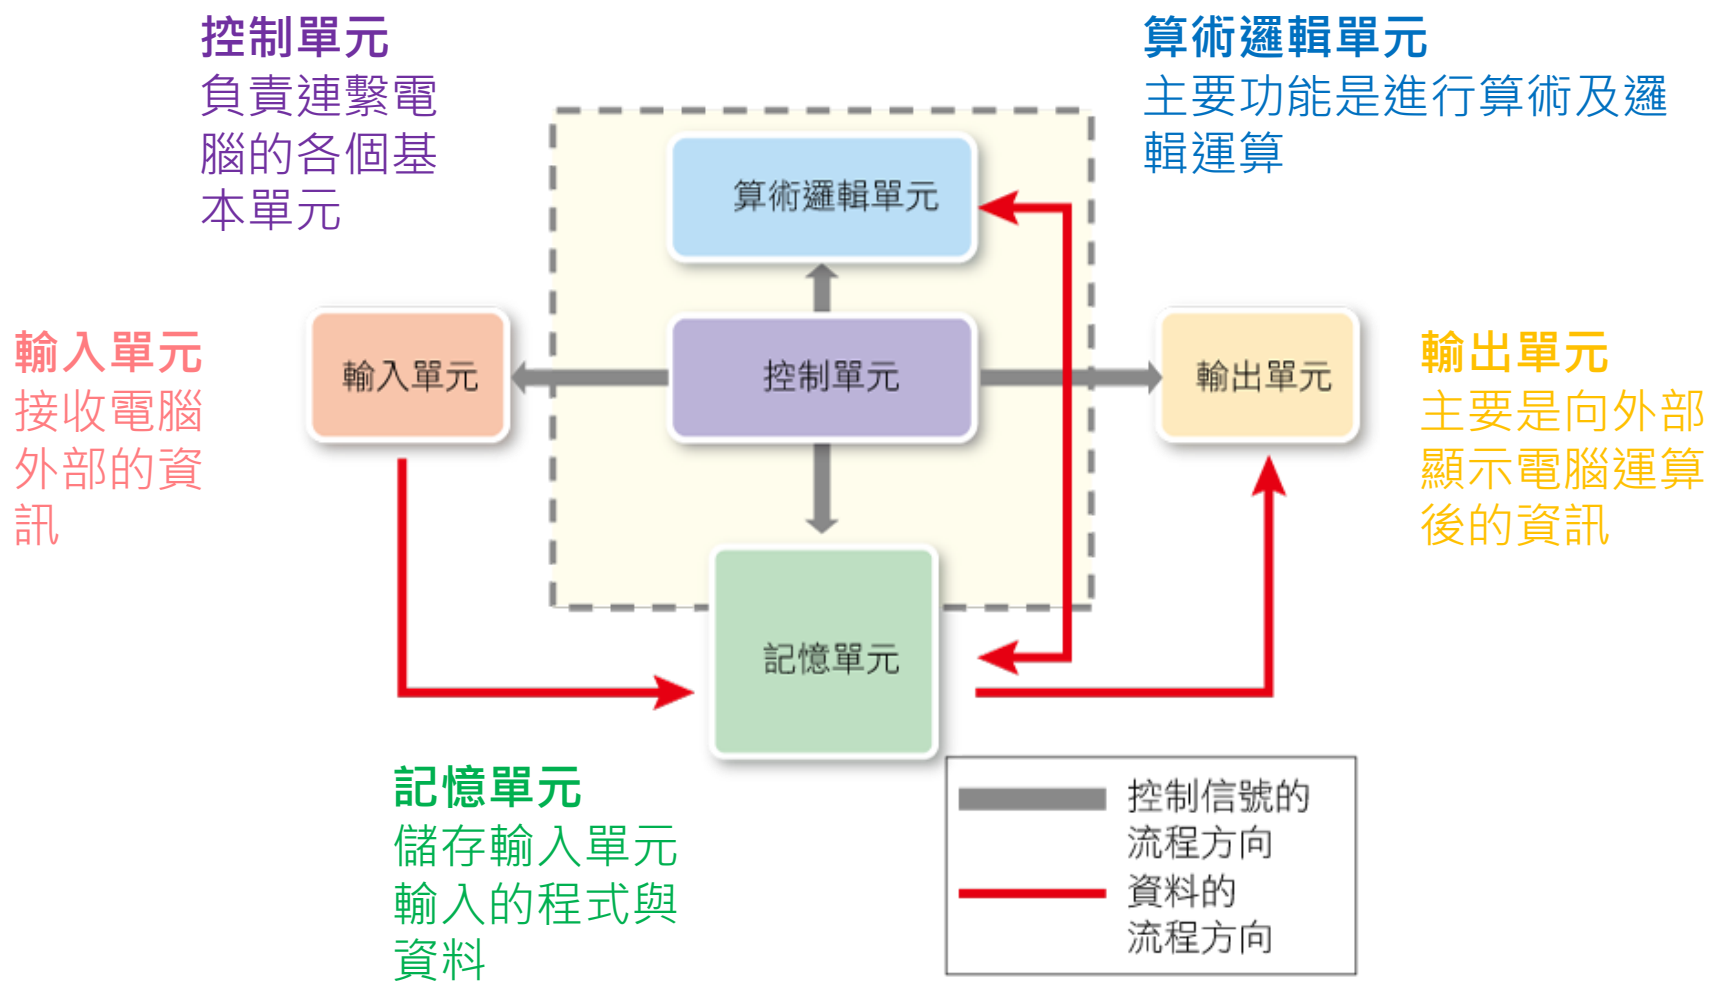 控制單元
負責連繫電
腦的各個基
本單元
算術邏輯單元
主要功能是進行算術及邏
輯運算
算術邏輯單元
輸入單元
接收電腦
外部的資
訊
輸入單元
控制單元
輸出單元
輸出單元
主要是向外部
顯示電腦運算
後的資訊
記憶單元
記憶單元
儲存輸入單元
輸入的程式與
資料
控制信號的
流程方向
資料的
流程方向